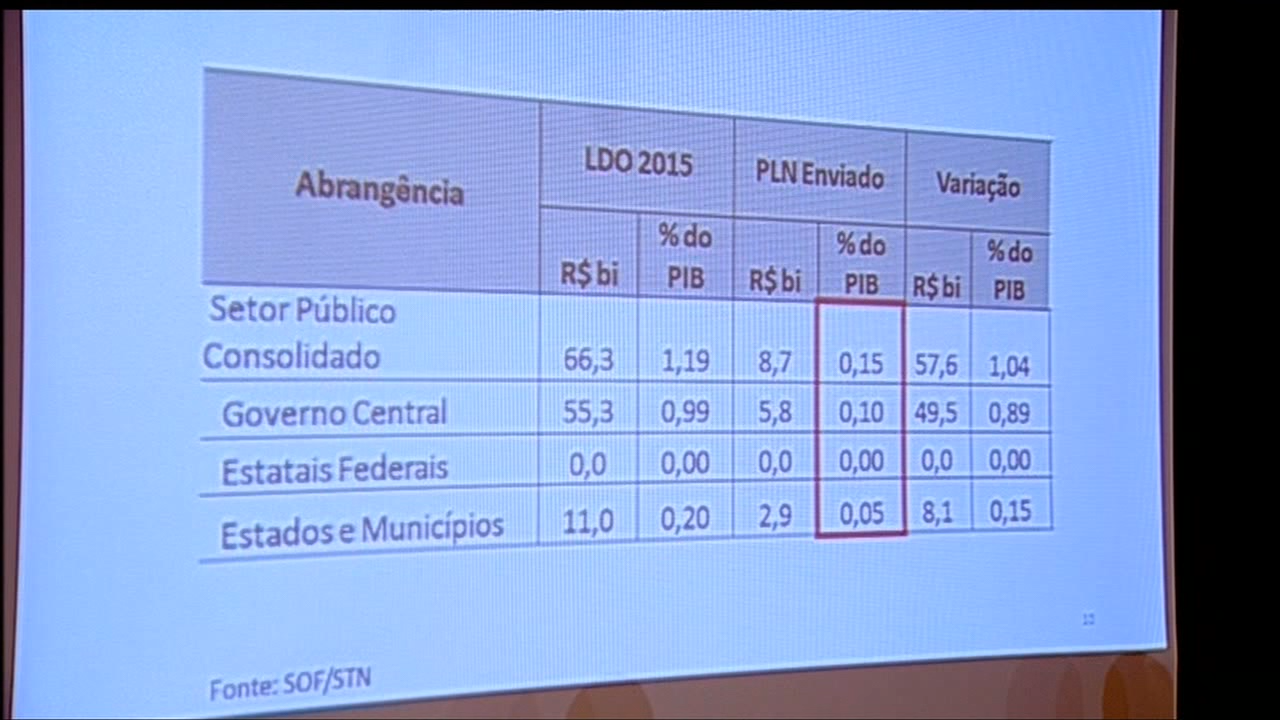 Abrangência LDO 2015 PLN Enviado Variação
R$ bi % do PIB R$ bi % do PIB R$ bi % do PIB
Setor Público
Consolidado 66,3 1,19 8,7 0,15 57,6 1,04
Governo Central 55,3 0,99 5,8 0,10 49,5 0,89
Estatais Federais 0,0 0,00 0,0 0,00 0,0 0,00
Estados e Municípios 11,0 0,20 2,9 0,05 8,1 0,15
Fonte: SOF/STN